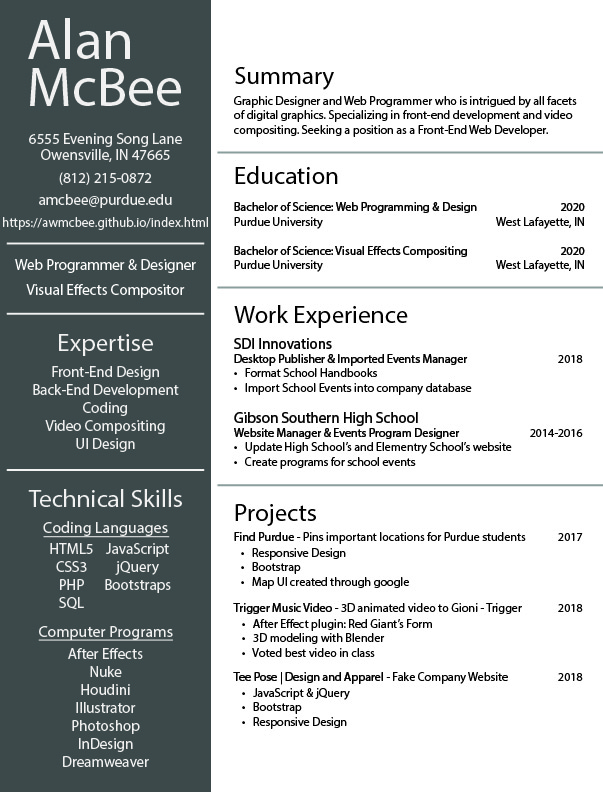 Alan
McBee
6555 Evening Song Lane
Owensville, IN 47665
(812) 215-0872
amcbee@purdue.edu
https://awmcbee.github.io/index.html
Web Programmer & Designer
Visual Effects Compositor
Expertise
Front-End Design
Back-End Development
Coding
Video Compositing
UI Design
Technical Skills
Coding Languages
HTML5 JavaScript
CSS3 jQuery
PHP Bootstraps
SQL
Computer Programs
After Effects
Nuke
Houdini
Illustrator
Photoshop
InDesign
Dreamweaver
Summary
Graphic Designer and Web Programmer who is intrigued by all facets
of digital graphics. Specializing in front-end development and video
compositing. Seeking a position as a Front-End Web Developer.
Education
Bachelor of Science: Web Programming & Design 2020
Purdue University West Lafayette, IN
Bachelor of Science: Visual Effects Compositing 2020
Purdue University West Lafayette, IN
Work Experience
SDI Innovations
Desktop Publisher & Imported Events Manager 2018
• Format School Handbooks
• Import School Events into company database
Gibson Southern High School
Website Manager & Events Program Designer 2014-2016
• Update High School's and Elementry School's website
• Create programs for school events
Projects
Find Purdue - Pins important locations for Purdue students 2017
• Responsive Design
• Bootstrap
• Map UI created through google
Trigger Music Video - 3D animated video to Gioni - Trigger 2018
• After Effect plugin: Red Giant's Form
• 3D modeling with Blender
• Voted best video in class
Tee Pose | Design and Apparel - Fake Company Website 2018
• JavaScript & jQuery
• Bootstrap
• Responsive Design